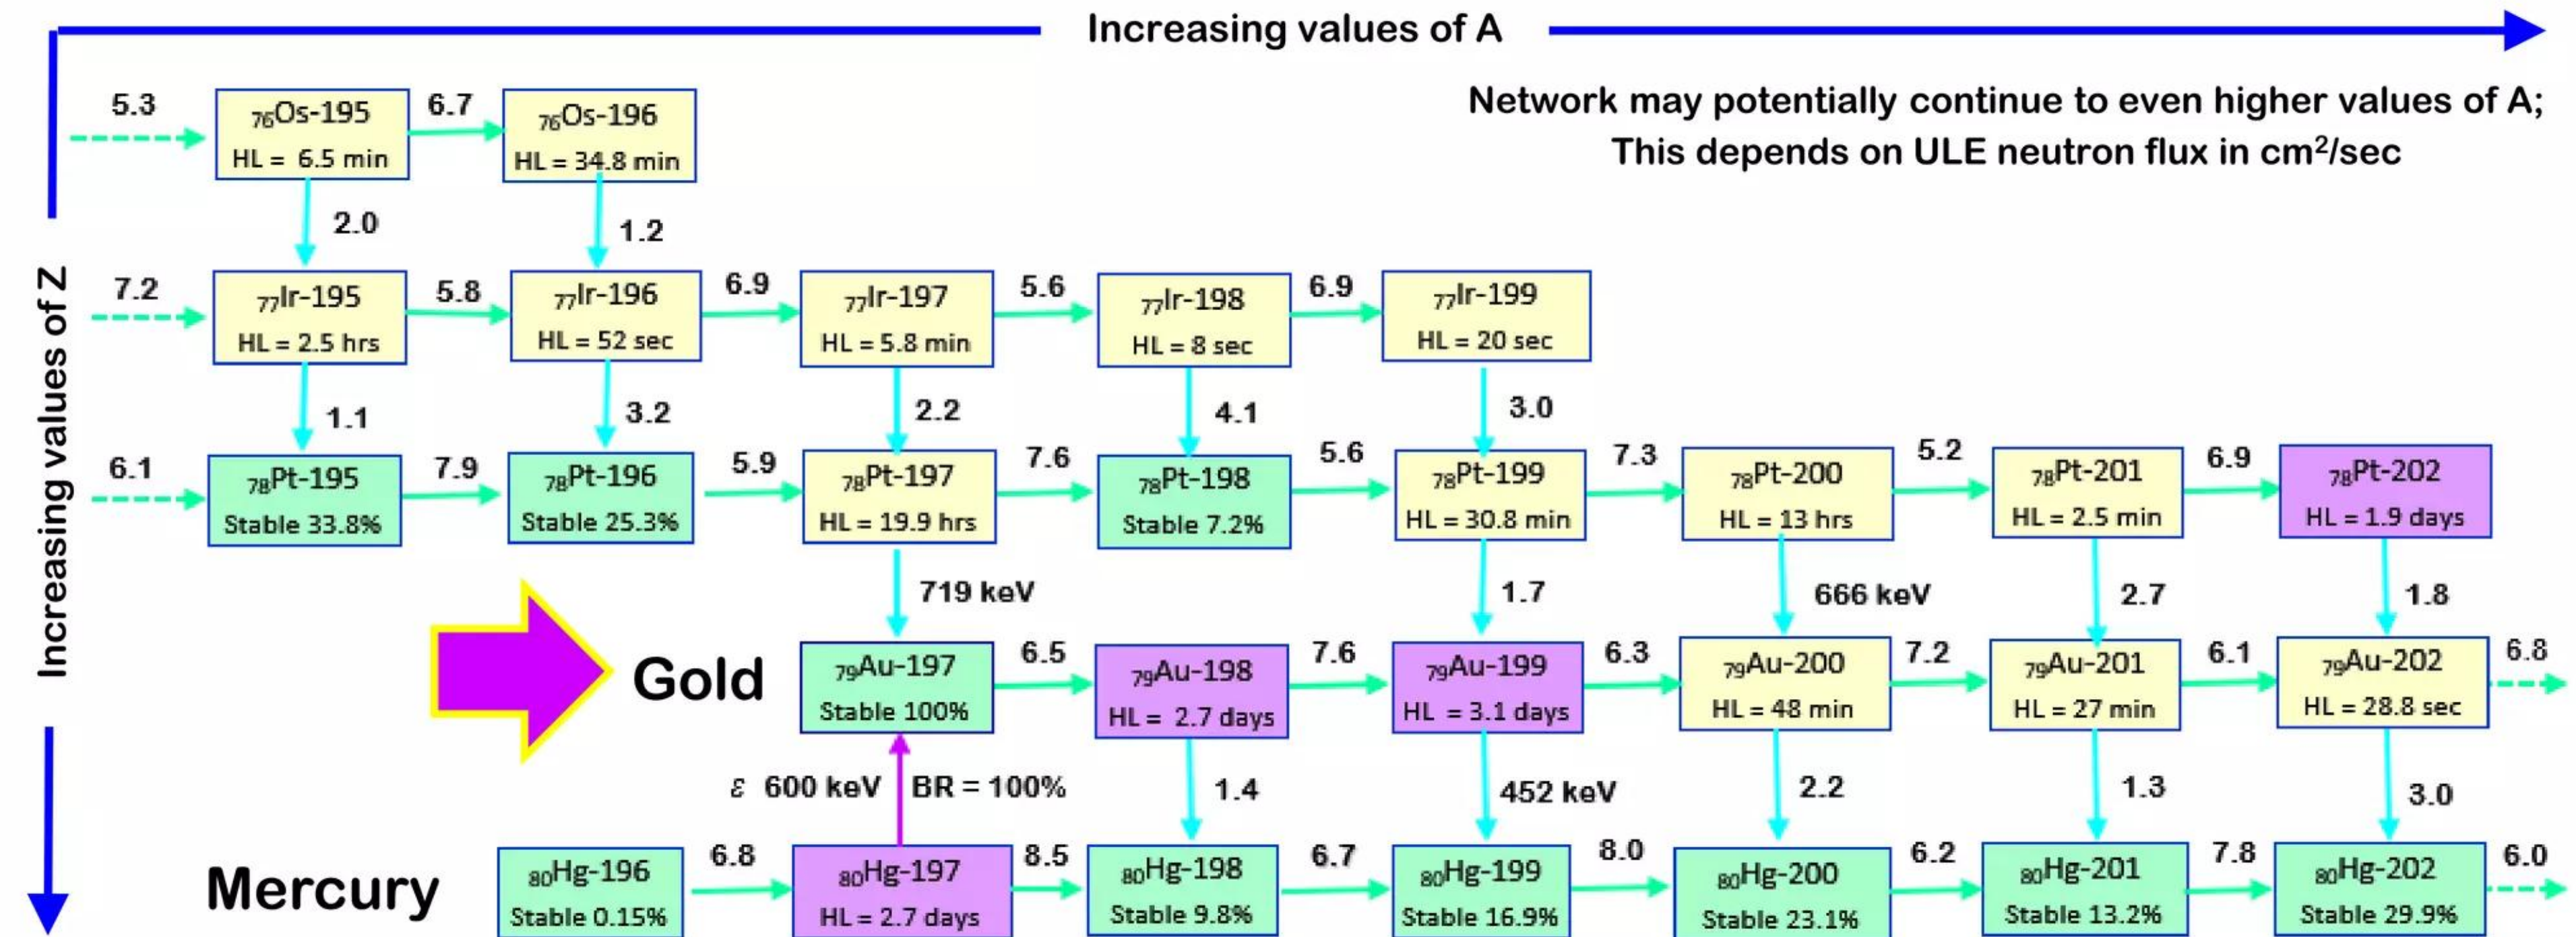 Increasing values of A
Network may potentially continue to even higher values of A;
This depends on ULE neutron flux in cm²/sec
Increasing values of Z
5.3
₇₆Os-195
HL = 6.5 min
6.7
₇₆Os-196
HL = 34.8 min
2.0
1.2
7.2
₇₇Ir-195
HL = 2.5 hrs
5.8
₇₇Ir-196
HL = 52 sec
6.9
₇₇Ir-197
HL = 5.8 min
5.6
₇₇Ir-198
HL = 8 sec
6.9
₇₇Ir-199
HL = 20 sec
1.1
3.2
2.2
4.1
3.0
6.1
₇₈Pt-195
Stable 33.8%
7.9
₇₈Pt-196
Stable 25.3%
5.9
₇₈Pt-197
HL = 19.9 hrs
7.6
₇₈Pt-198
Stable 7.2%
5.6
₇₈Pt-199
HL = 30.8 min
7.3
₇₈Pt-200
HL = 13 hrs
5.2
₇₈Pt-201
HL = 2.5 min
6.9
₇₈Pt-202
HL = 1.9 days
719 keV
1.7
666 keV
2.7
1.8
Gold
₇₉Au-197
Stable 100%
6.5
₇₉Au-198
HL = 2.7 days
7.6
₇₉Au-199
HL = 3.1 days
6.3
₇₉Au-200
HL = 48 min
7.2
₇₉Au-201
HL = 27 min
6.1
₇₉Au-202
HL = 28.8 sec
6.8
ε 600 keV
BR = 100%
1.4
452 keV
2.2
1.3
3.0
Mercury
₈₀Hg-196
Stable 0.15%
6.8
₈₀Hg-197
HL = 2.7 days
8.5
₈₀Hg-198
Stable 9.8%
6.7
₈₀Hg-199
Stable 16.9%
8.0
₈₀Hg-200
Stable 23.1%
6.2
₈₀Hg-201
Stable 13.2%
7.8
₈₀Hg-202
Stable 29.9%
6.0